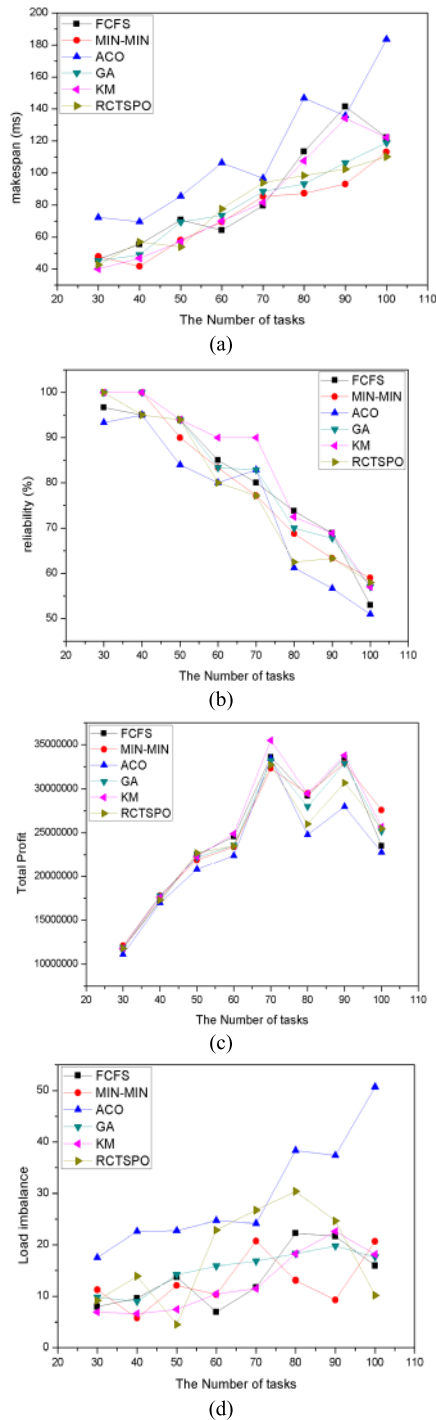 FCFS
MIN-MIN
ACO
GA
KM
RCTSPO
200
180
160
140
120
100
80
60
40
makespan (ms)
20 30 40 50 60 70 80 90 100 110
The Number of tasks
(a)
FCFS
MIN-MIN
ACO
GA
KM
RCTSPO
100
90
80
70
60
50
reliability (%)
20 30 40 50 60 70 80 90 100 110
The Number of tasks
(b)
FCFS
MIN-MIN
ACO
GA
KM
RCTSPO
35000000
30000000
25000000
20000000
15000000
10000000
Total Profit
20 30 40 50 60 70 80 90 100 110
The Number of tasks
(c)
FCFS
MIN-MIN
ACO
GA
KM
RCTSPO
50
40
30
20
10
0
Load imbalance
20 30 40 50 60 70 80 90 100 110
The Number of tasks
(d)